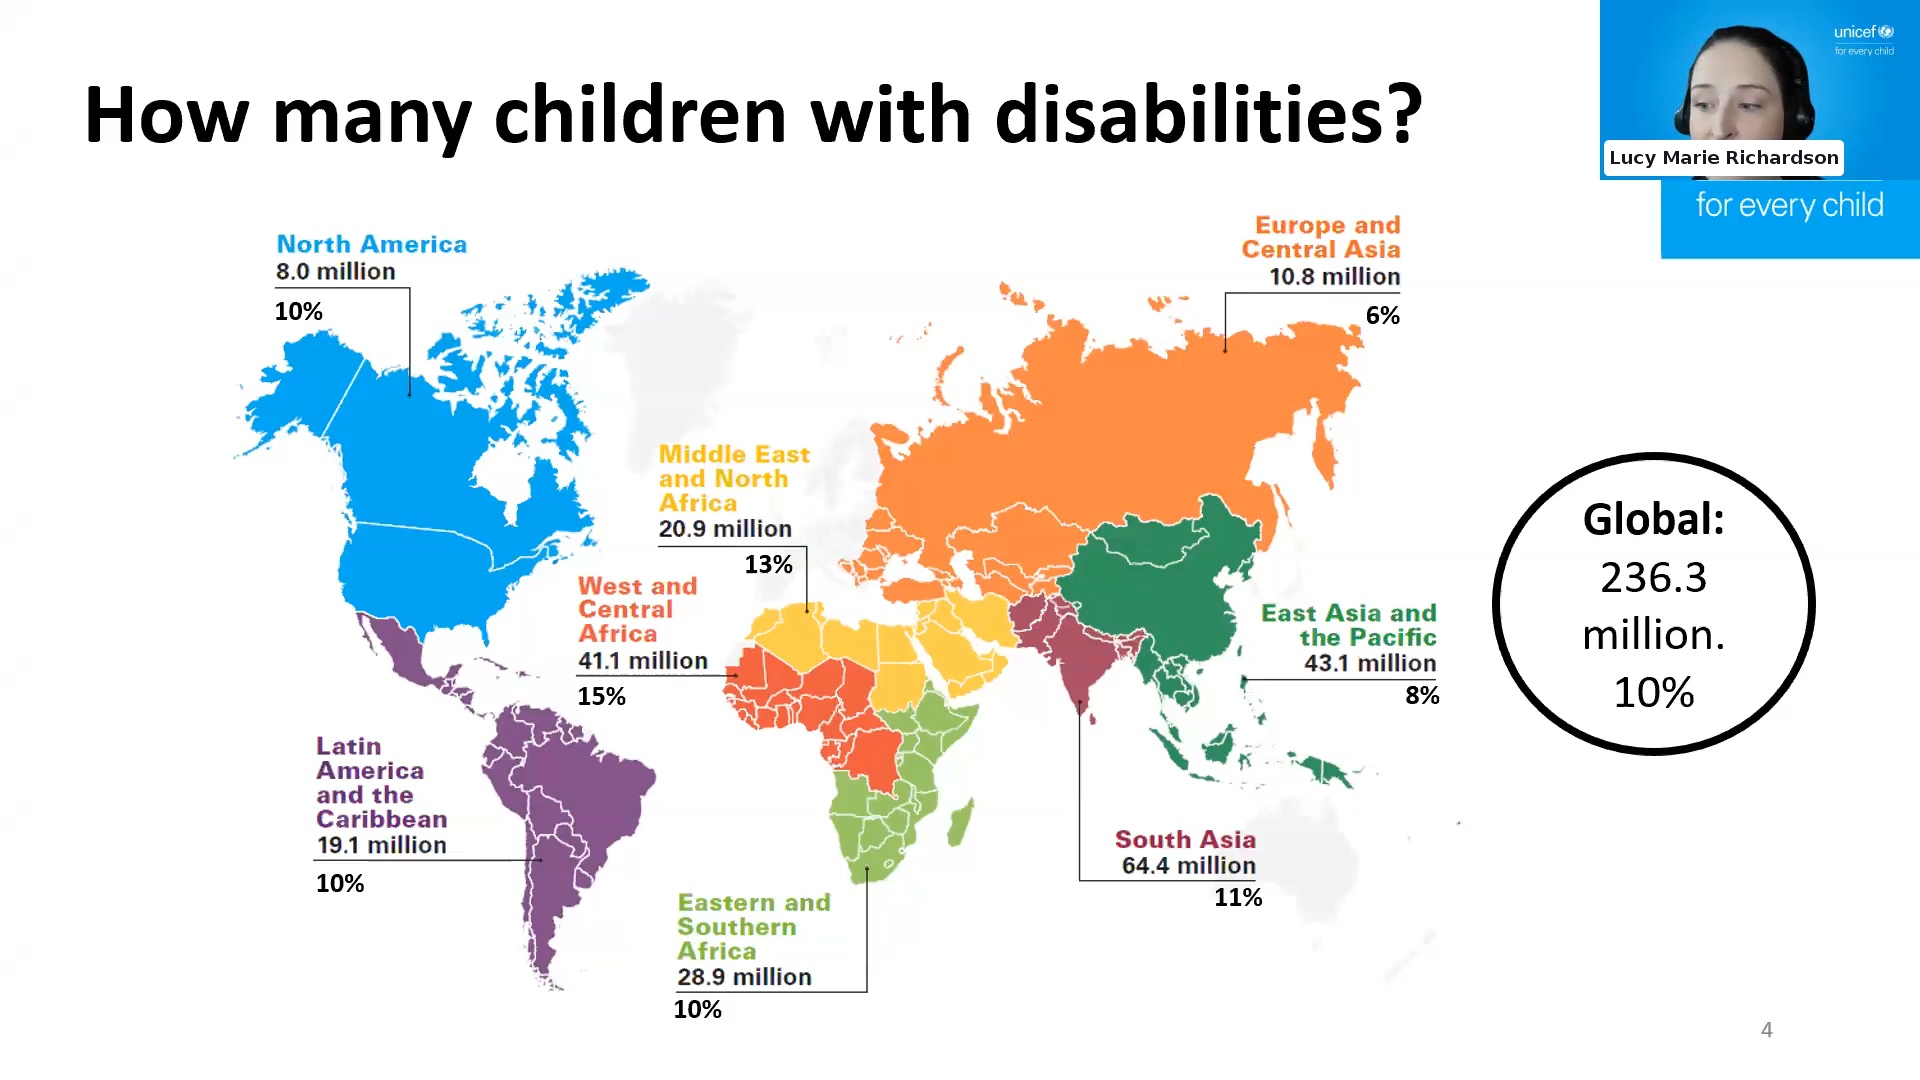 How many children with disabilities?
unicef
for every child
Lucy Marie Richardson
for every child
North America
8.0 million
10%
Europe and
Central Asia
10.8 million
6%
Middle East
and North
Africa
20.9 million
13%
West and
Central
Africa
41.1 million
15%
East Asia and
the Pacific
43.1 million
8%
Global:
236.3
million.
10%
Latin
America
and the
Caribbean
19.1 million
10%
South Asia
64.4 million
11%
Eastern and
Southern
Africa
28.9 million
10%
4